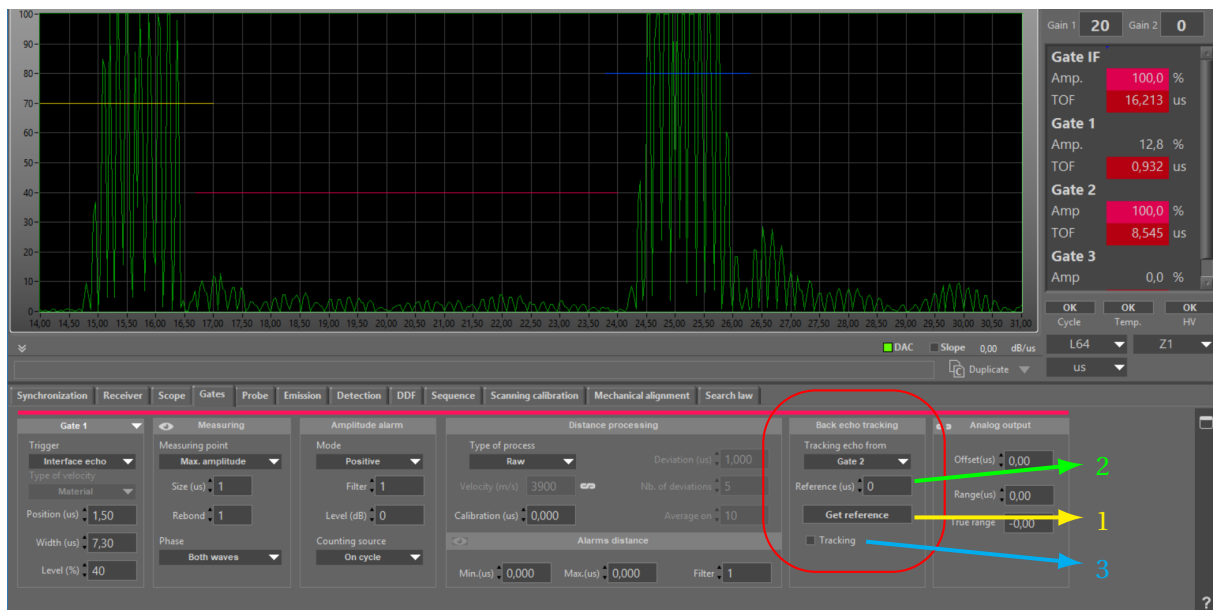 Gain 1 20 Gain 2 0
Gate IF
Amp. 100,0 %
TOF 16,213 us
Gate 1
Amp. 12,8 %
TOF 0,932 us
Gate 2
Amp 100,0 %
TOF 8,545 us
Gate 3
Amp 0,0 %
OK OK OK
Cycle Temp. HV
L64 Z1
us
100
90
80
70
60
50
40
30
20
10
0
14,00 14,50 15,00 15,50 16,00 16,50 17,00 17,50 18,00 18,50 19,00 19,50 20,00 20,50 21,00 21,50 22,00 22,50 23,00 23,50 24,00 24,50 25,00 25,50 26,00 26,50 27,00 27,50 28,00 28,50 29,00 29,50 30,00 30,50 31,00
DAC Slope 0,00 dB/us
Duplicate
Synchronization Receiver Scope Gates Probe Emission Detection DDF Sequence Scanning calibration Mechanical alignment Search law
Gate 1
Trigger
Interface echo
Type of velocity
Material
Position (us) 1,50
Width (us) 7,30
Level (%) 40
Measuring
Measuring point
Max. amplitude
Size (us) 1
Rebond 1
Phase
Both waves
Amplitude alarm
Mode
Positive
Filter 1
Level (dB) 0
Counting source
On cycle
Distance processing
Type of process
Raw
Deviation (us) 1,000
Velocity (m/s) 3900
Nb. of deviations 5
Calibration (us) 0,000
Average on 10
Alarms distance
Min.(us) 0,000 Max.(us) 0,000 Filter 1
Back echo tracking
Tracking echo from
Gate 2
Reference (us) 0
Get reference
Tracking
Analog output
Offset(us) 0,00
Range(us) 0,00
True range -0,00
2
1
3
?